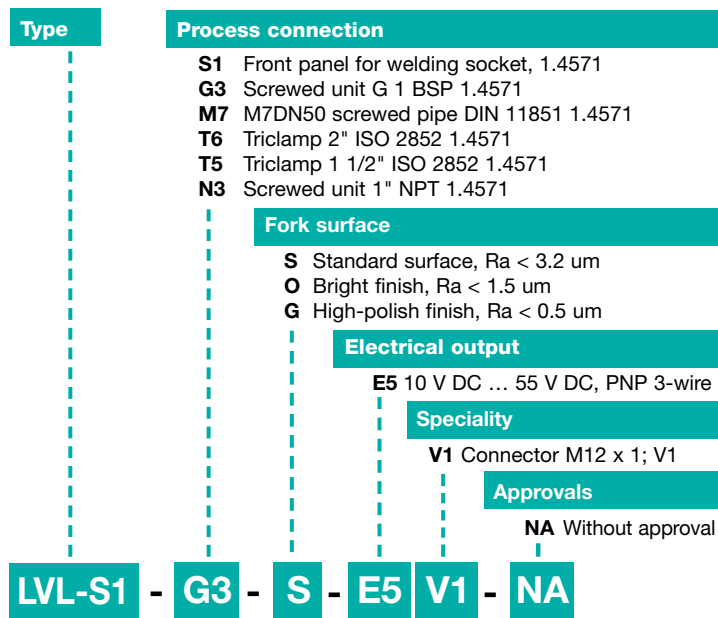 Type
Process connection
S1 Front panel for welding socket, 1.4571
G3 Screwed unit G 1 BSP 1.4571
M7 M7DN50 screwed pipe DIN 11851 1.4571
T6 Triclamp 2" ISO 2852 1.4571
T5 Triclamp 1 1/2" ISO 2852 1.4571
N3 Screwed unit 1" NPT 1.4571
Fork surface
S Standard surface, Ra < 3.2 um
O Bright finish, Ra < 1.5 um
G High-polish finish, Ra < 0.5 um
Electrical output
E5 10 V DC … 55 V DC, PNP 3-wire
Speciality
V1 Connector M12 x 1; V1
Approvals
NA Without approval
LVL-S1 - G3 - S - E5 V1 - NA